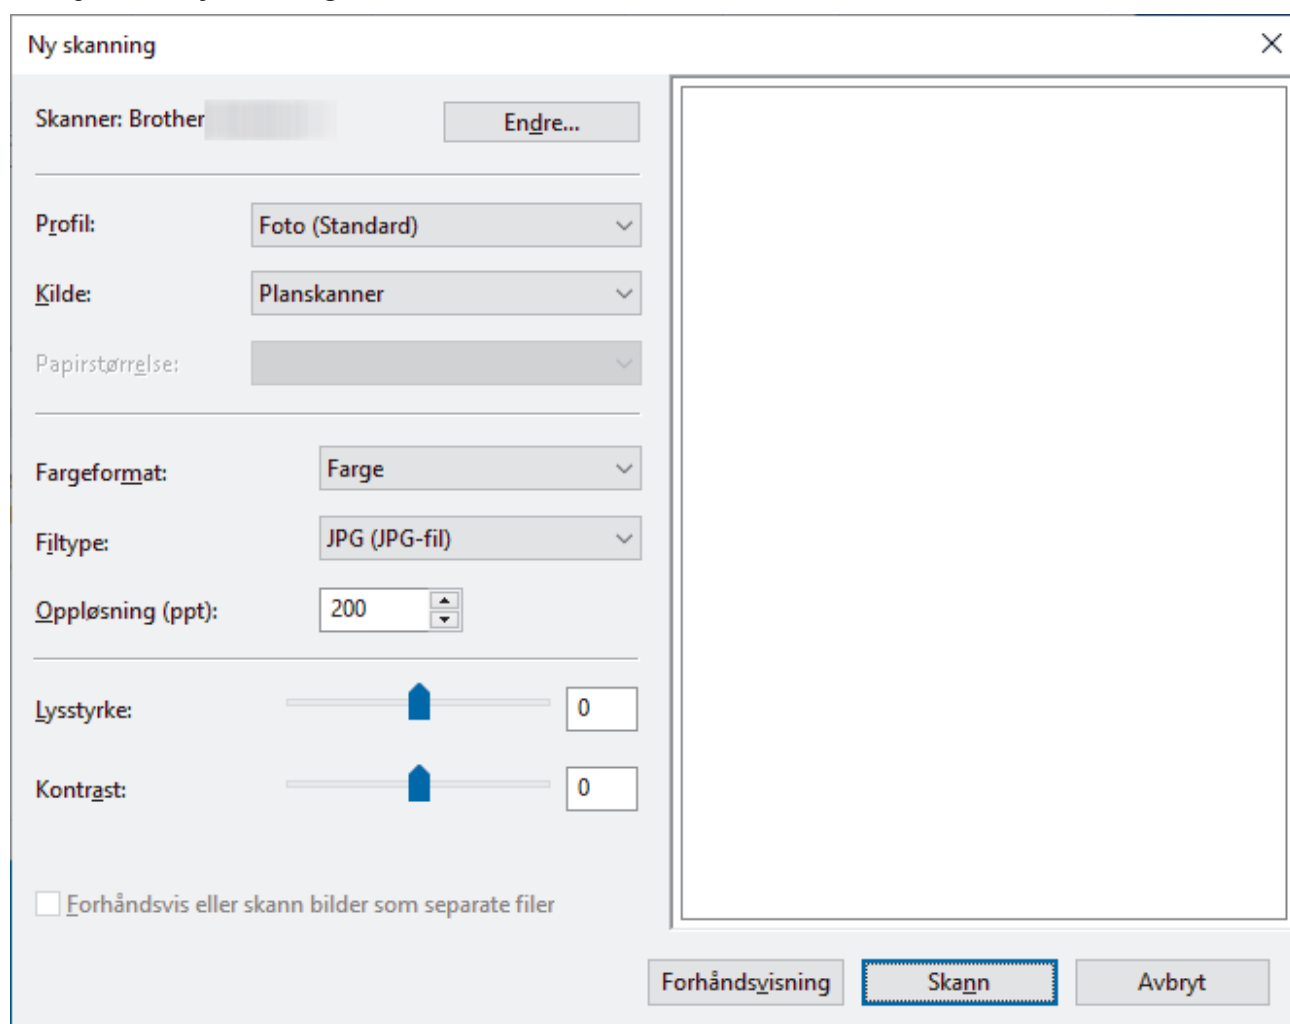 Ny skanning
Skanner: Brother
Endre...
Profil:
Foto (Standard)
Kilde:
Planskanner
Papirstørrelse:
Fargeformat:
Farge
Filtype:
JPG (JPG-fil)
Oppløsning (ppt):
200
Lysstyrke:
0
Kontrast:
0
Forhåndsvis eller skann bilder som separate filer
Forhåndsvisning
Skann
Avbryt